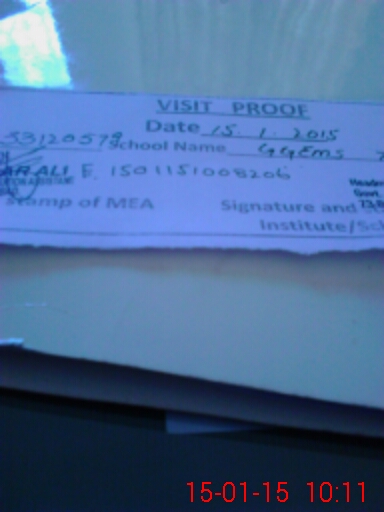 VISIT PROOF
Date 15.1.2015
53120579 School Name GGEMS
ARALI E. 1501151008206
Stamp of MEA Signature and
Institute/Sc
15-01-15 10:11